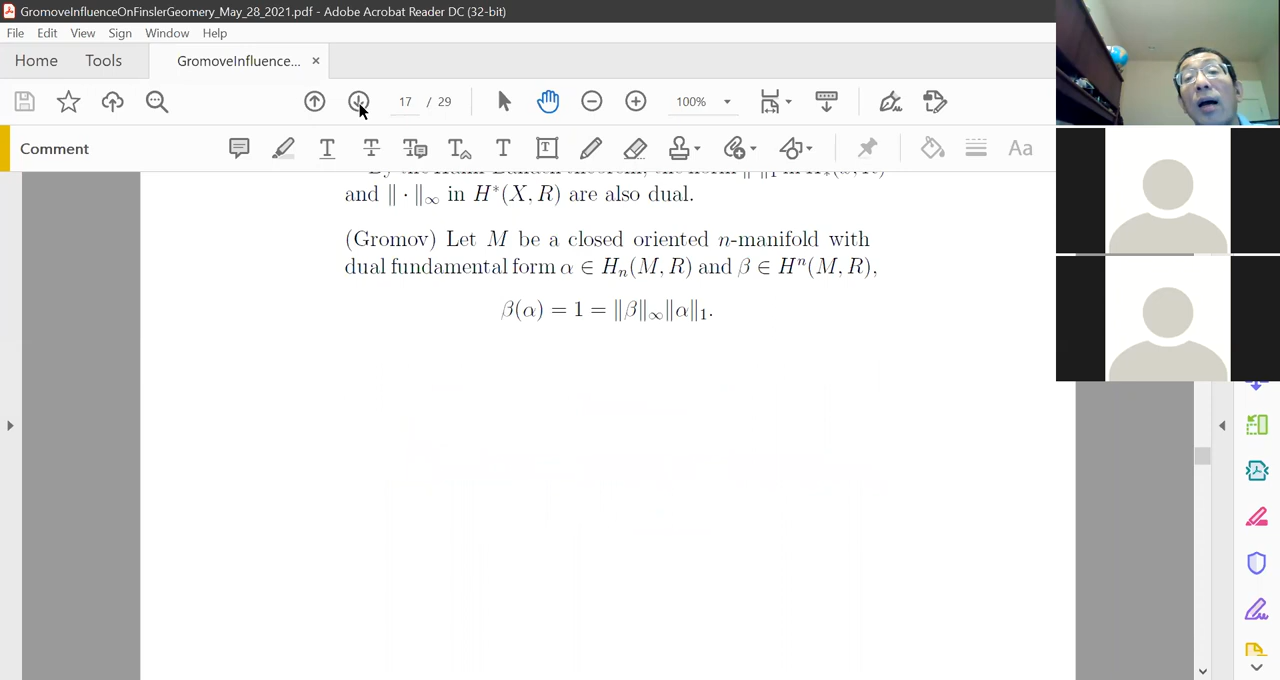 GromoveInfluenceOnFinslerGeomery_May_28_2021.pdf - Adobe Acrobat Reader DC (32-bit)
File Edit View Sign Window Help
Home Tools GromoveInfluence... ×
17 / 29 100%
Comment
Aa
and ‖ · ‖∞ in H*(X, R) are also dual.
(Gromov) Let M be a closed oriented n-manifold with
dual fundamental form α ∈ Hₙ(M, R) and β ∈ Hⁿ(M, R),
β(α) = 1 = ‖β‖∞‖α‖₁.